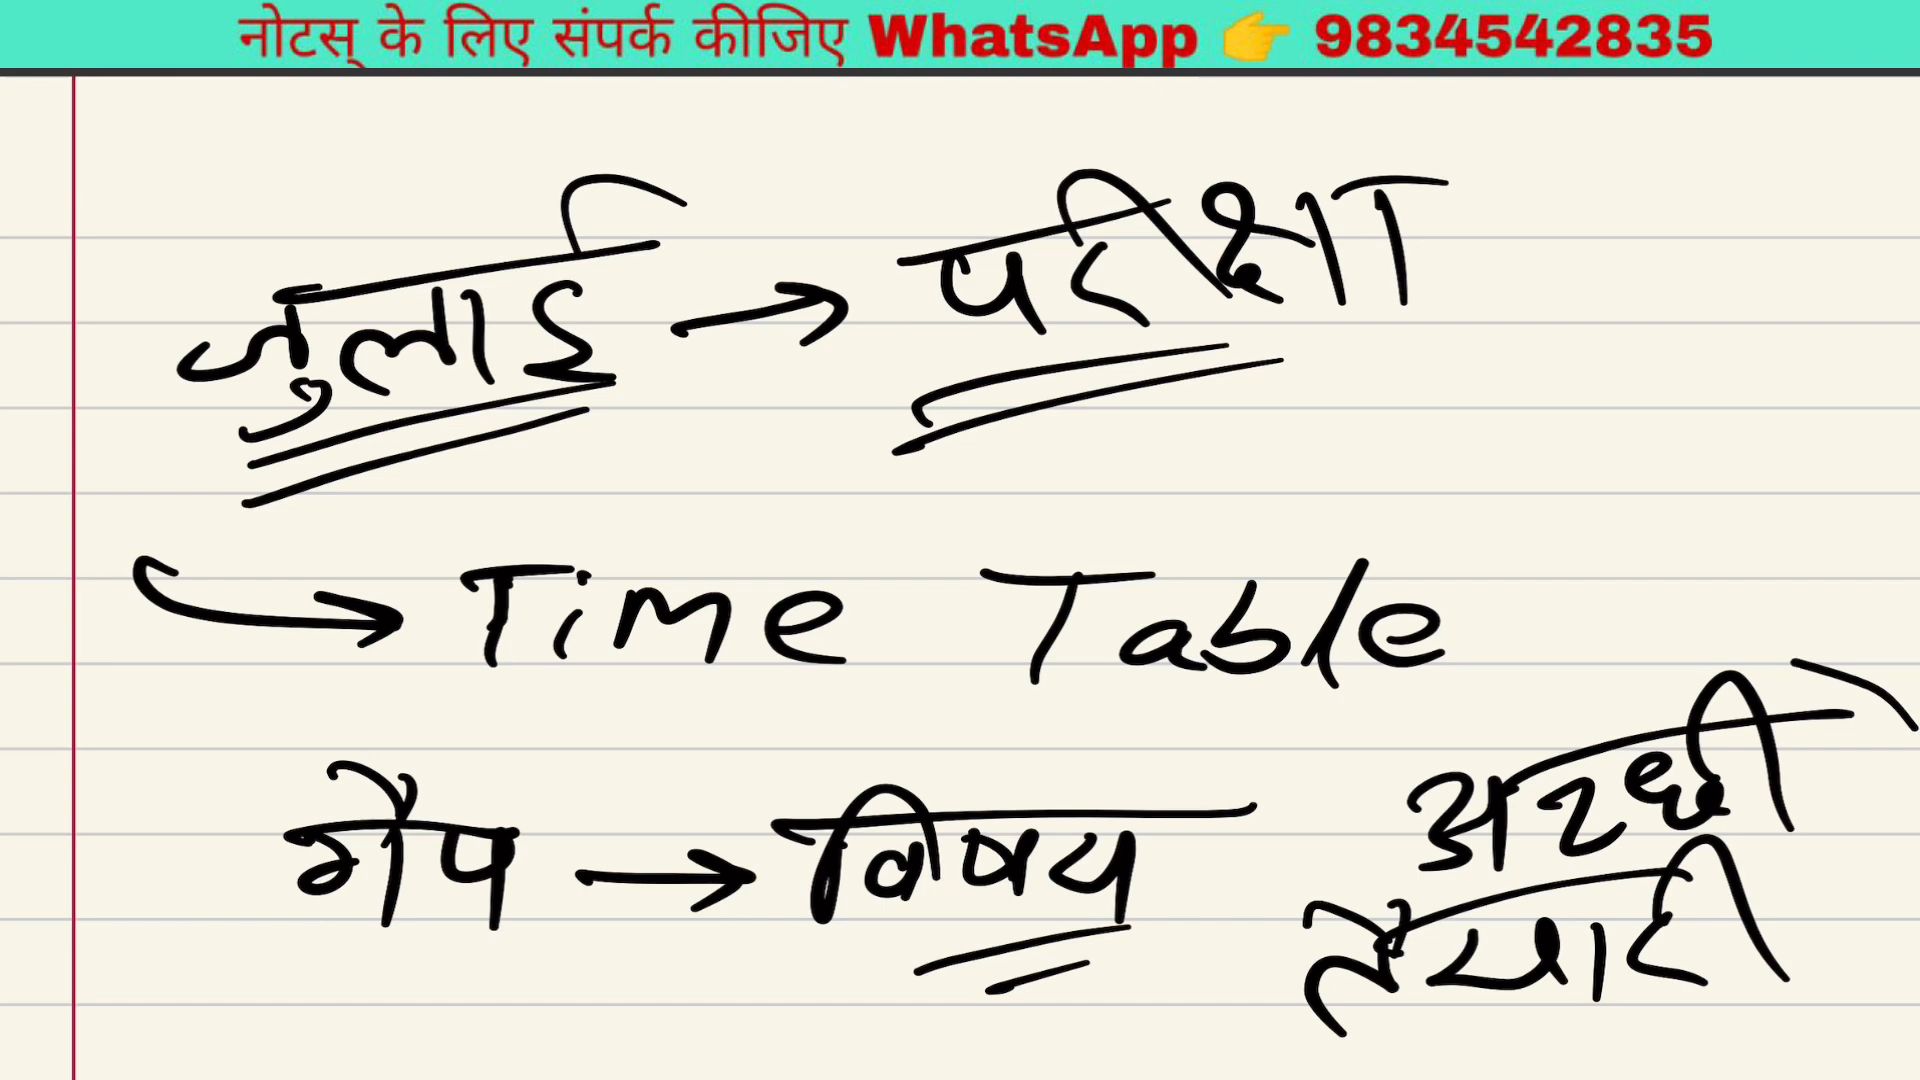 नोटस् के लिए संपर्क कीजिए WhatsApp 👉 9834542835
जुलाई → परीक्षा
→ Time Table
गॅप → विषय
अच्छी
तैयारी